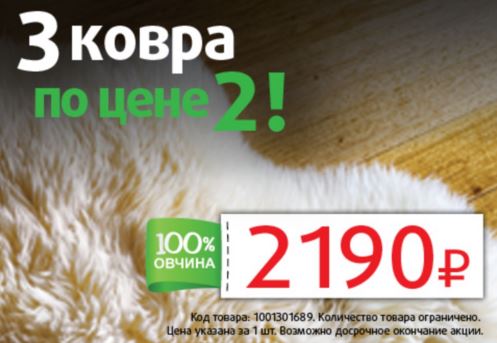 3 ковра
по цене 2!
100%
ОВЧИНА
2190₽
Код товара: 1001301689. Количество товара ограничено.
Цена указана за 1 шт. Возможно досрочное окончание акции.